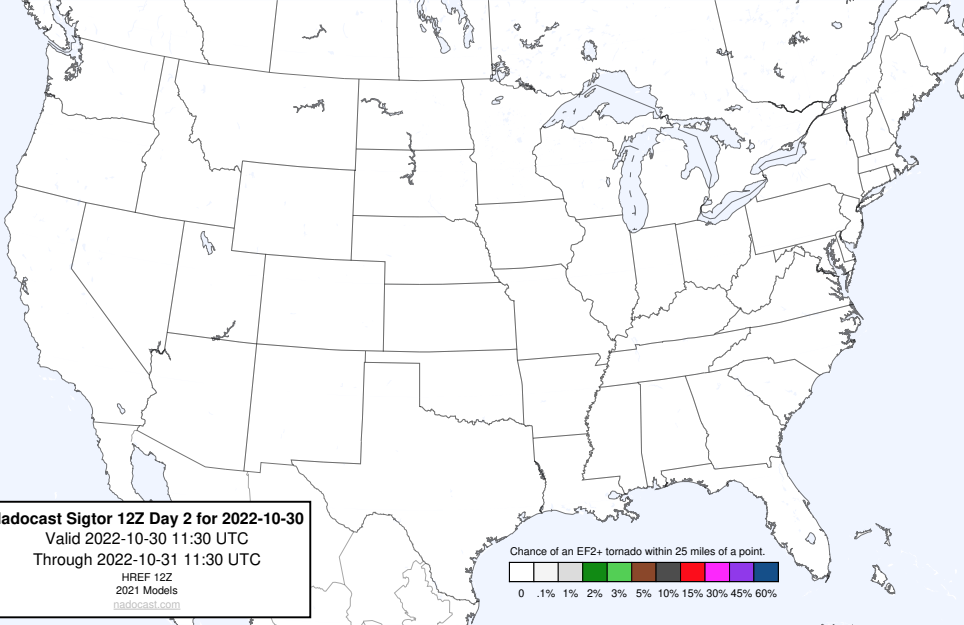 adocast Sigtor 12Z Day 2 for 2022-10-30
Valid 2022-10-30 11:30 UTC
Through 2022-10-31 11:30 UTC
HREF 12Z
2021 Models
nadocast.com
Chance of an EF2+ tornado within 25 miles of a point.
0 .1% 1% 2% 3% 5% 10% 15% 30% 45% 60%